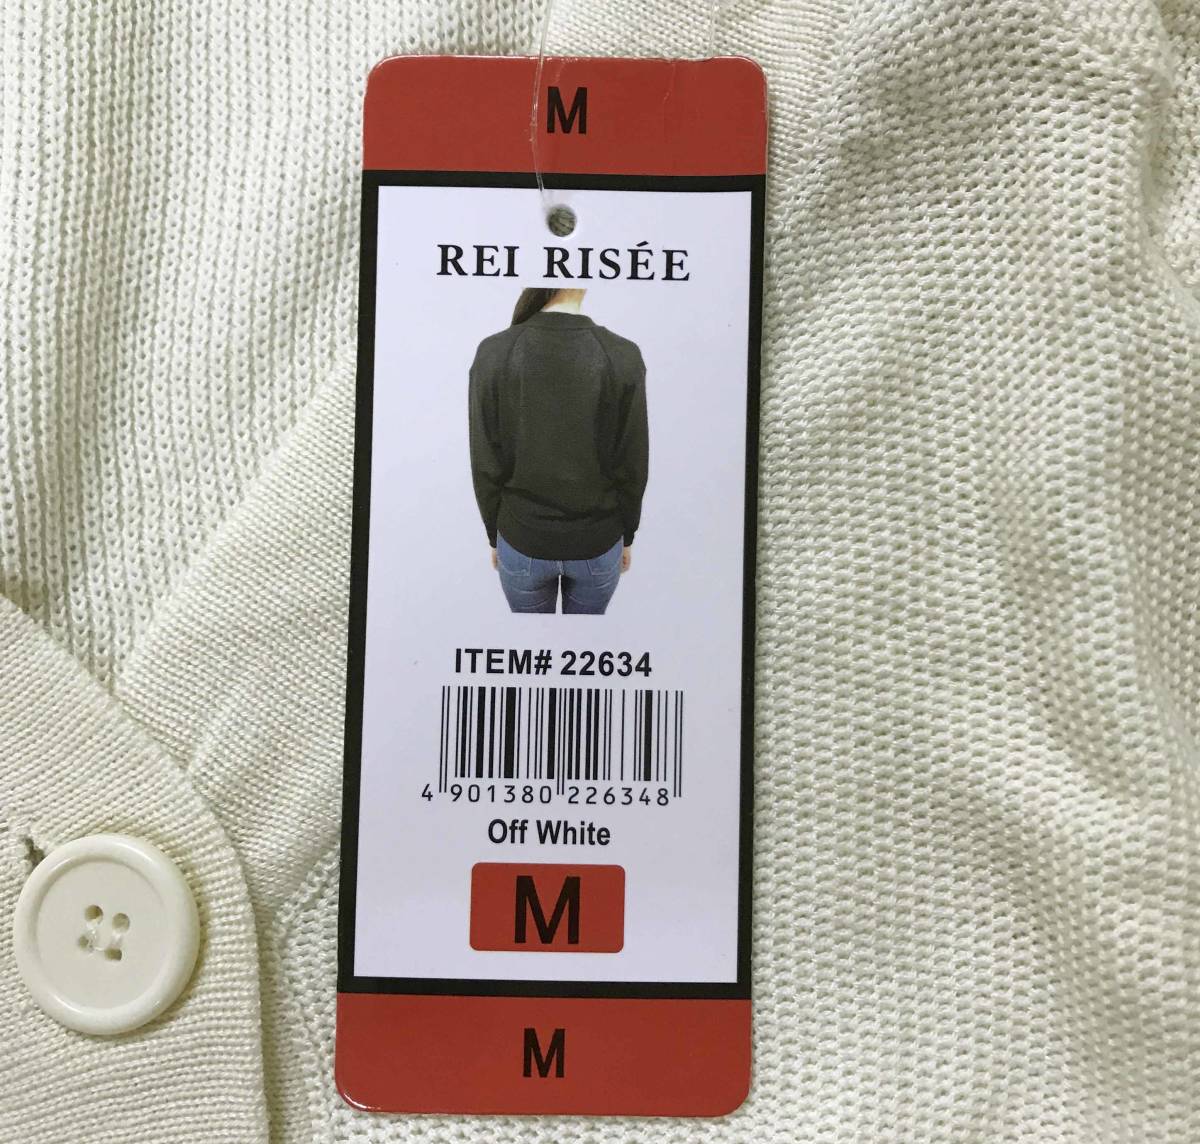 M
REI RISÉE
ITEM# 22634
4 901380 226348
Off White
M
M